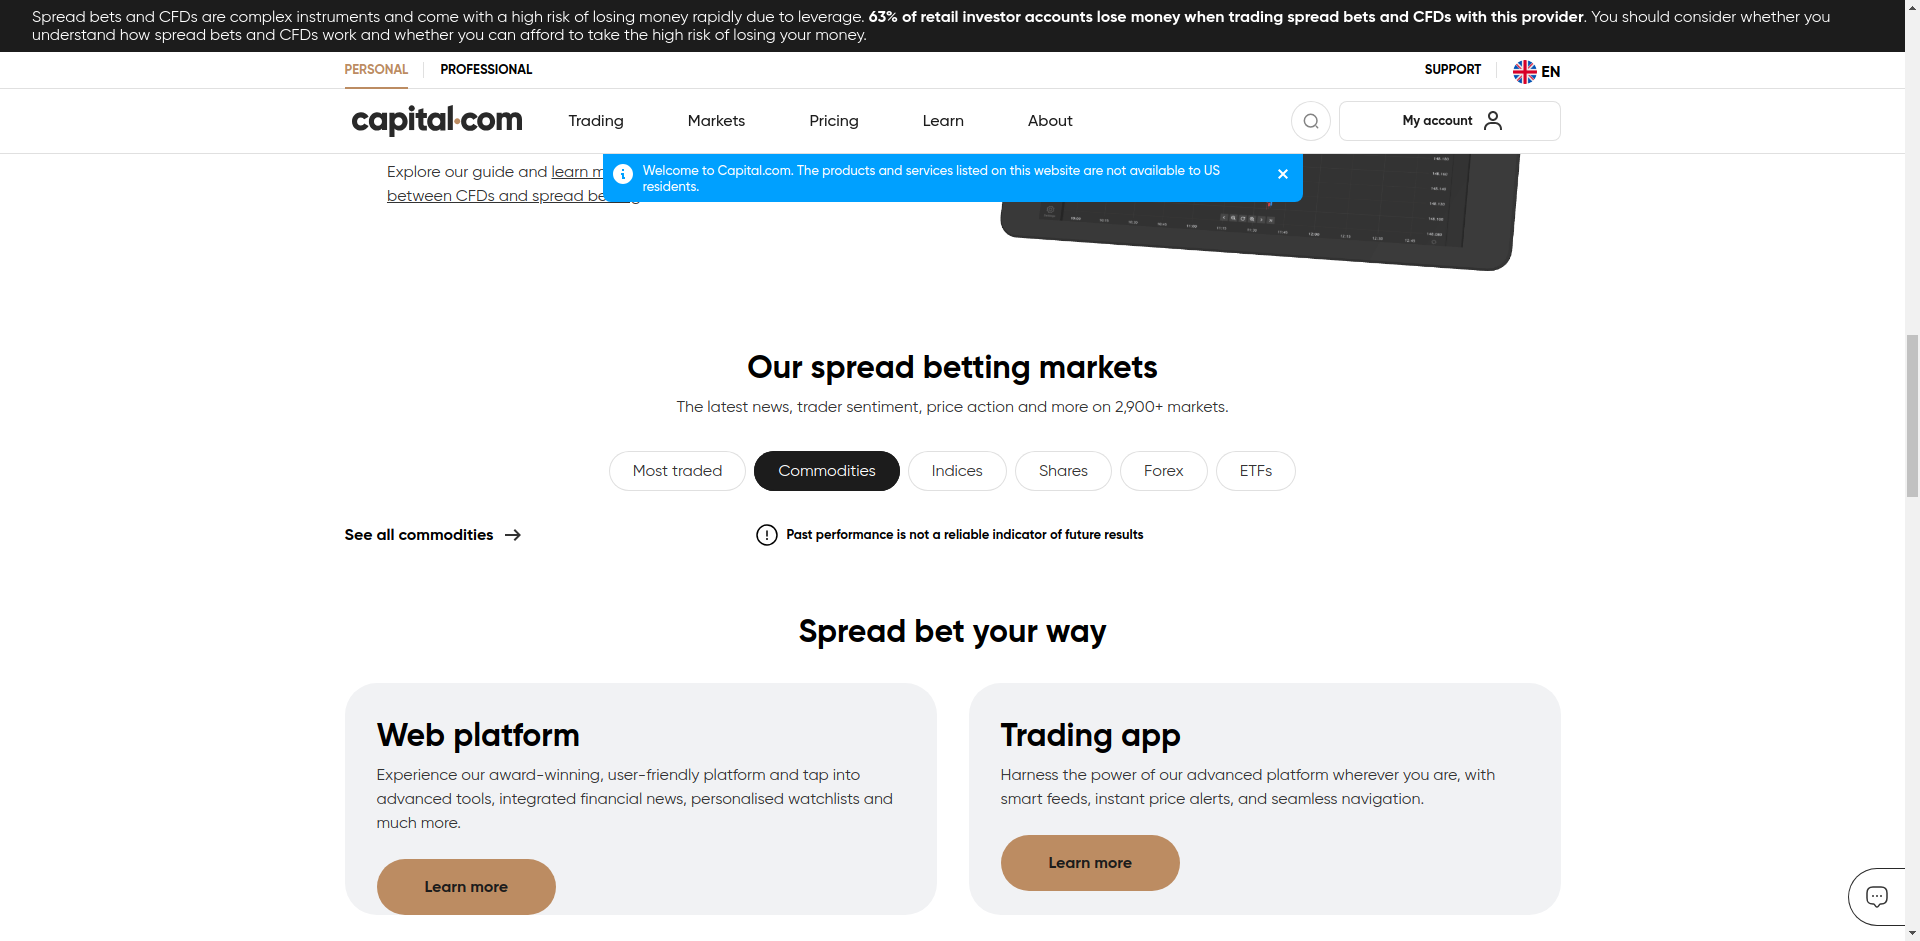 Spread bets and CFDs are complex instruments and come with a high risk of losing money rapidly due to leverage. 63% of retail investor accounts lose money when trading spread bets and CFDs with this provider. You should consider whether you
understand how spread bets and CFDs work and whether you can afford to take the high risk of losing your money.
PERSONAL
PROFESSIONAL
SUPPORT
EN
capital.com
Trading
Markets
Pricing
Learn
About
My account
Explore our guide and learn
between CFDs and spread
Welcome to Capital.com. The products and services listed on this website are not available to US
residents.
Our spread betting markets
The latest news, trader sentiment, price action and more on 2,900+ markets.
Most traded
Commodities
Indices
Shares
Forex
ETFs
See all commodities
Past performance is not a reliable indicator of future results
Spread bet your way
Web platform
Experience our award-winning, user-friendly platform and tap into
advanced tools, integrated financial news, personalised watchlists and
much more.
Learn more
Trading app
Harness the power of our advanced platform wherever you are, with
smart feeds, instant price alerts, and seamless navigation.
Learn more